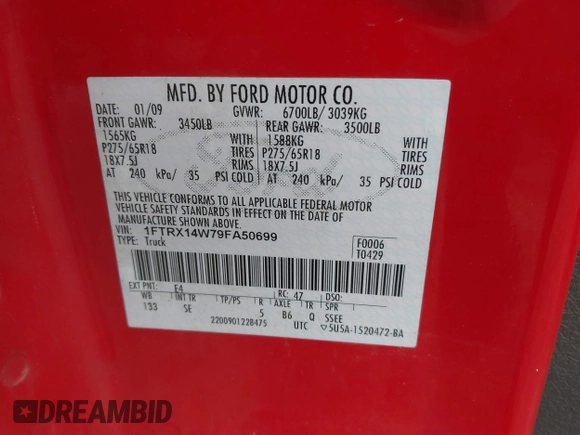 MFD. BY FORD MOTOR CO.
DATE: 01/09 GVWR: 6700LB/ 3039KG
FRONT GAWR: 3450LB REAR GAWR: 3500LB
1565KG WITH 1588KG WITH
P275/65R18 TIRES P275/65R18 TIRES
18X7.5J RIMS 18X7.5J RIMS
AT 240 kPa/ 35 PSI COLD AT 240 kPa/ 35 PSI COLD
THIS VEHICLE CONFORMS TO ALL APPLICABLE FEDERAL MOTOR
VEHICLE SAFETY STANDARDS IN EFFECT ON THE DATE OF
MANUFACTURE SHOWN ABOVE.
VIN: 1FTRX14W79FA50699
TYPE: Truck
F0006
T0429
EXT PNT: E4 RC: 47 DSO:
WB INT TR TP/PS R AXLE TR SPR
133 SE 5 B6 Q SSEE
2200901228475 UTC 5U5A-1520472-BA
DREAMBID